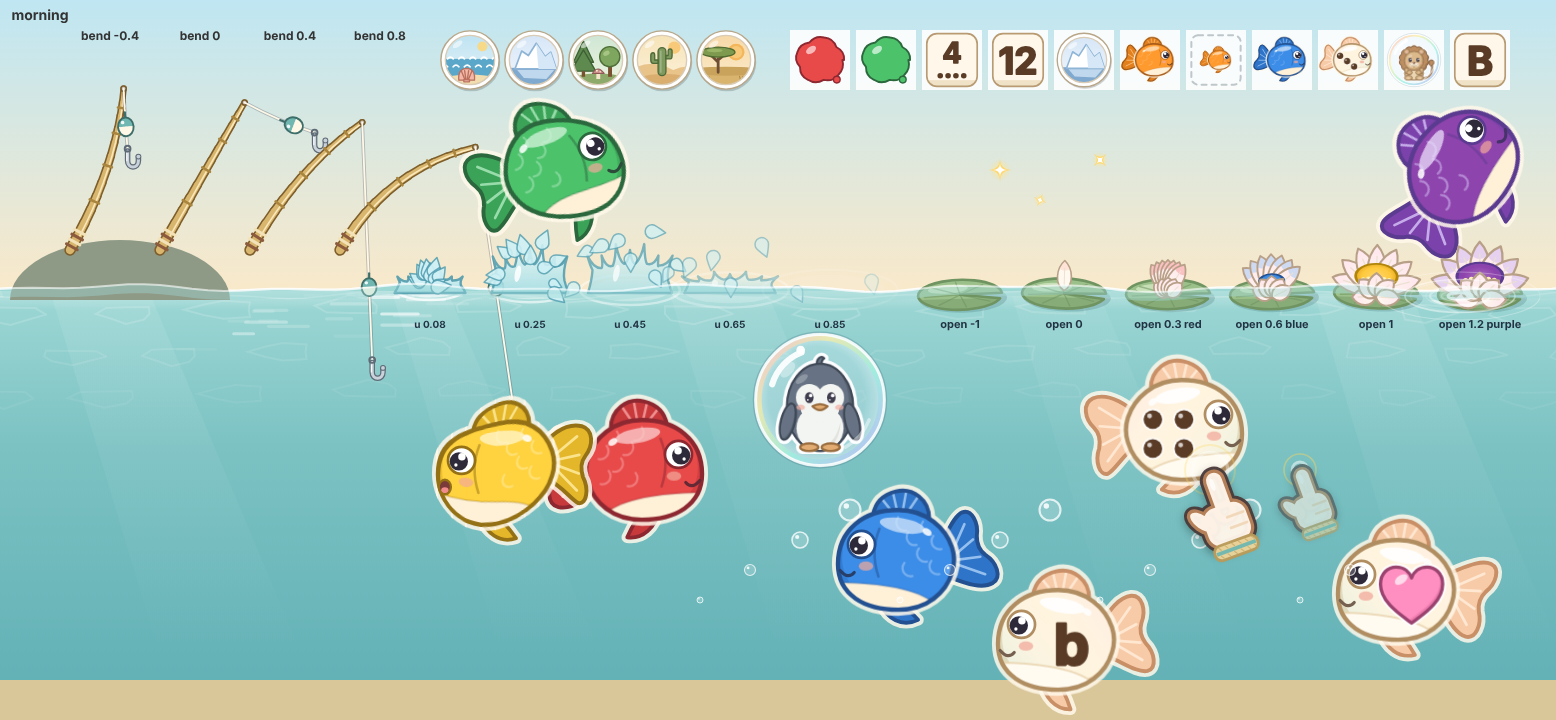 morning
bend -0.4 bend 0 bend 0.4 bend 0.8
4 12 B
u 0.08 u 0.25 u 0.45 u 0.65 u 0.85 open -1 open 0 open 0.3 red open 0.6 blue open 1 open 1.2 purple
b